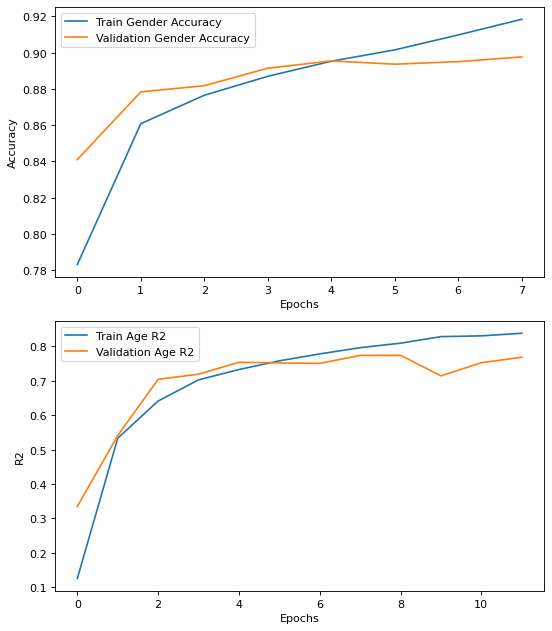 0.92
0.90
0.88
0.86
0.84
0.82
0.80
0.78
Accuracy
Train Gender Accuracy
Validation Gender Accuracy
0 1 2 3 4 5 6 7
Epochs
0.8
0.7
0.6
0.5
0.4
0.3
0.2
0.1
R2
Train Age R2
Validation Age R2
0 2 4 6 8 10
Epochs